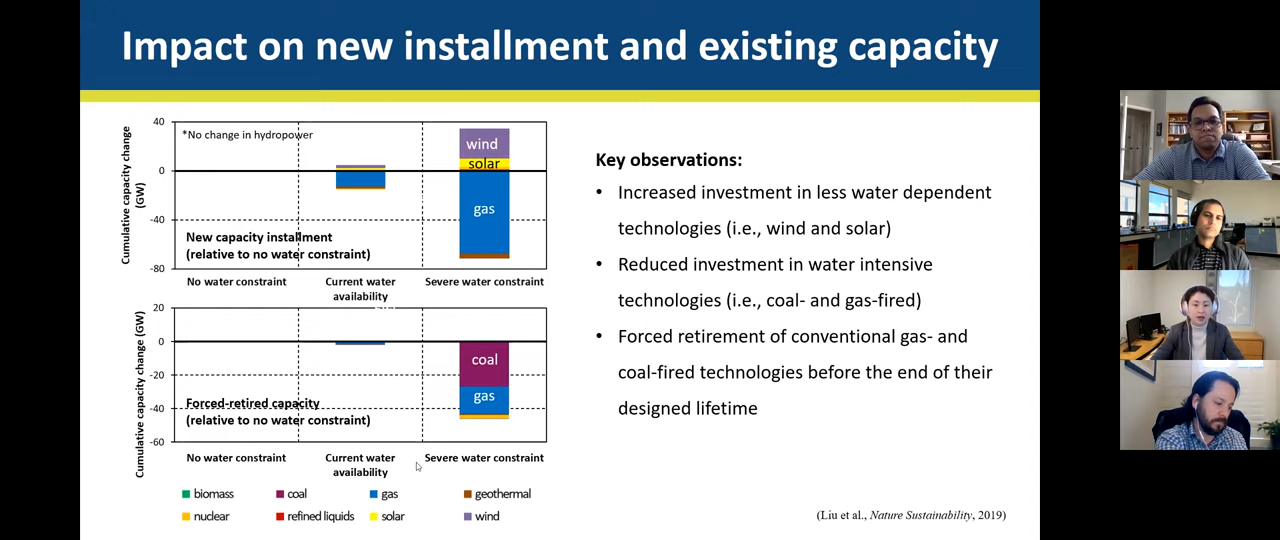 Impact on new installment and existing capacity
Cumulative capacity change
(GW)
40
0
-40
-80
*No change in hydropower
wind
solar
gas
New capacity installment
(relative to no water constraint)
No water constraint
Current water
availability
Severe water constraint
Cumulative capacity change (GW)
20
0
-20
-40
-60
coal
gas
Forced-retired capacity
(relative to no water constraint)
No water constraint
Current water
availability
Severe water constraint
biomass
coal
gas
geothermal
nuclear
refined liquids
solar
wind
Key observations:
• Increased investment in less water dependent
technologies (i.e., wind and solar)
• Reduced investment in water intensive
technologies (i.e., coal- and gas-fired)
• Forced retirement of conventional gas- and
coal-fired technologies before the end of their
designed lifetime
(Liu et al., Nature Sustainability, 2019)